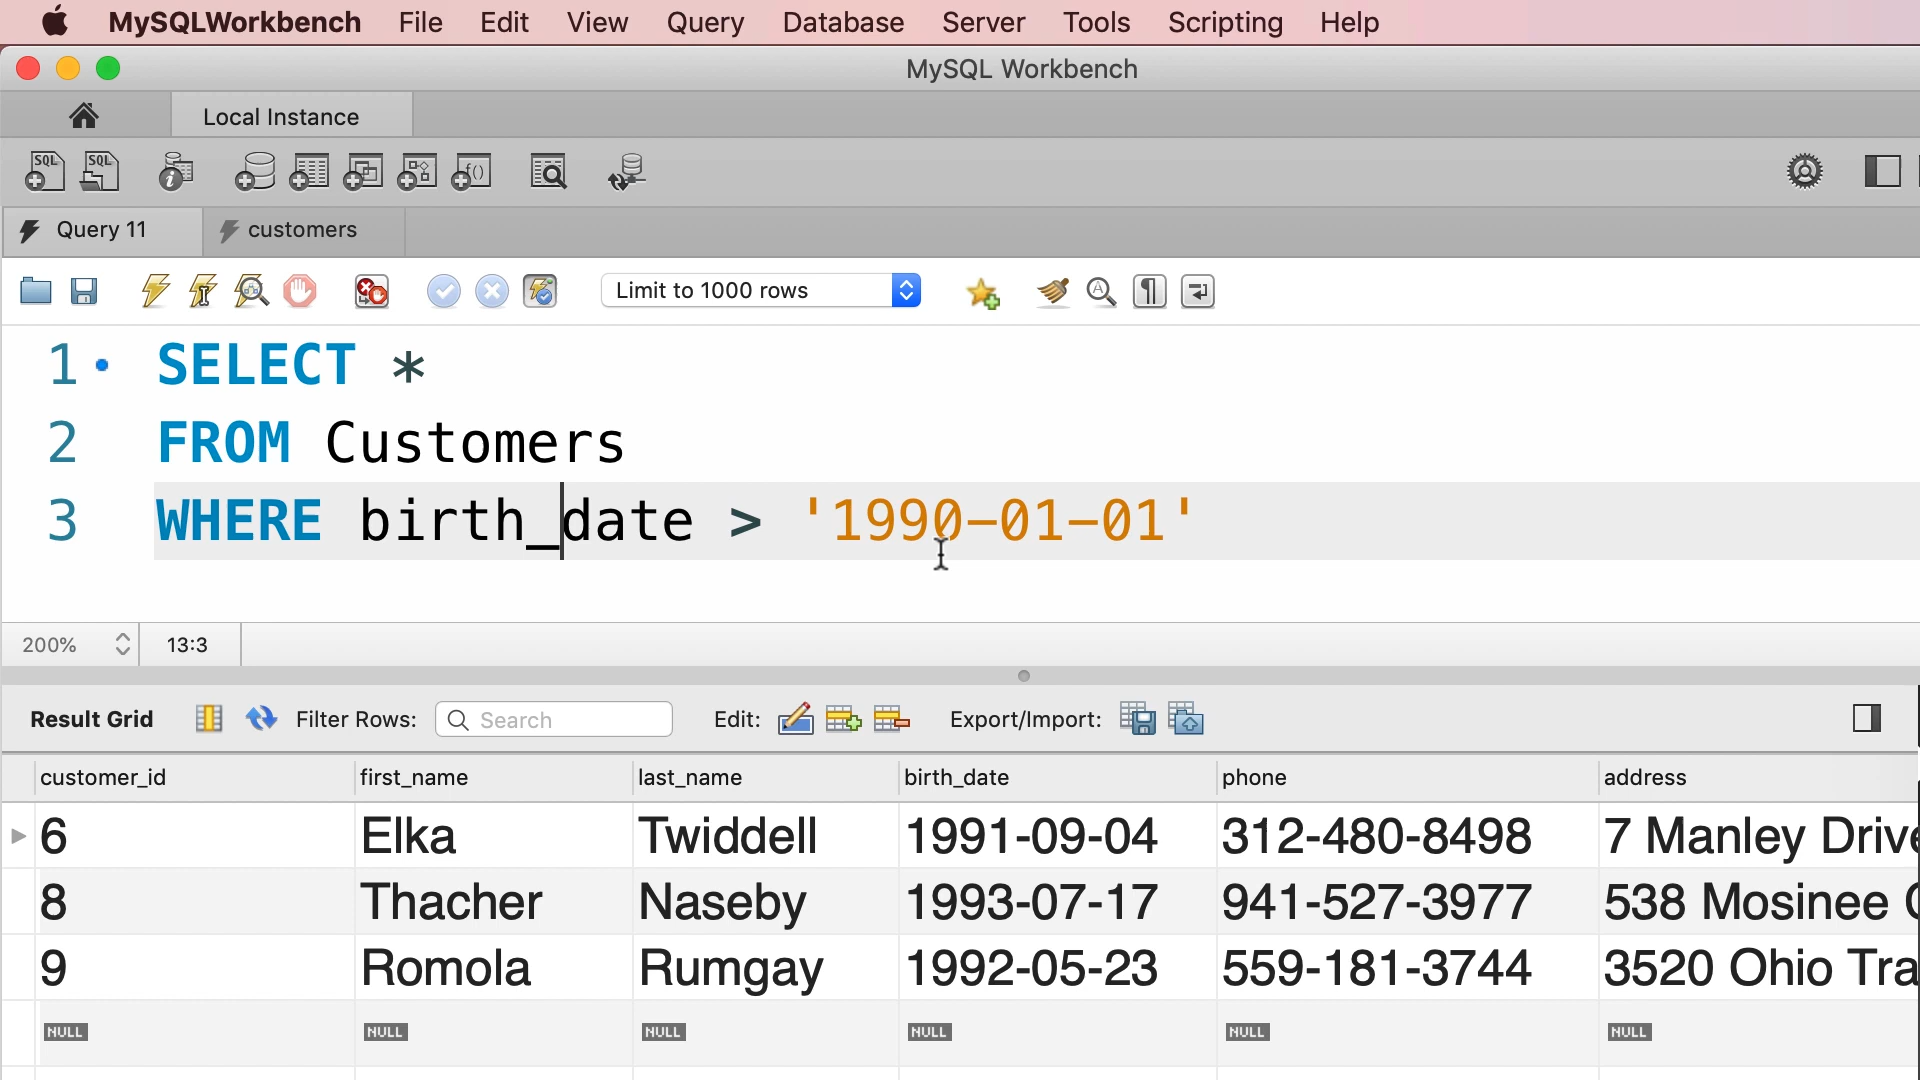 MySQLWorkbench File Edit View Query Database Server Tools Scripting Help
MySQL Workbench
Local Instance
SQL SQL
Query 11 customers
Limit to 1000 rows
1 SELECT *
2 FROM Customers
3 WHERE birth_date > '1990-01-01'
200% 13:3
Result Grid Filter Rows: Search Edit: Export/Import:
customer_id first_name last_name birth_date phone address
6 Elka Twiddell 1991-09-04 312-480-8498 7 Manley Drive
8 Thacher Naseby 1993-07-17 941-527-3977 538 Mosinee
9 Romola Rumgay 1992-05-23 559-181-3744 3520 Ohio Tra
NULL NULL NULL NULL NULL NULL